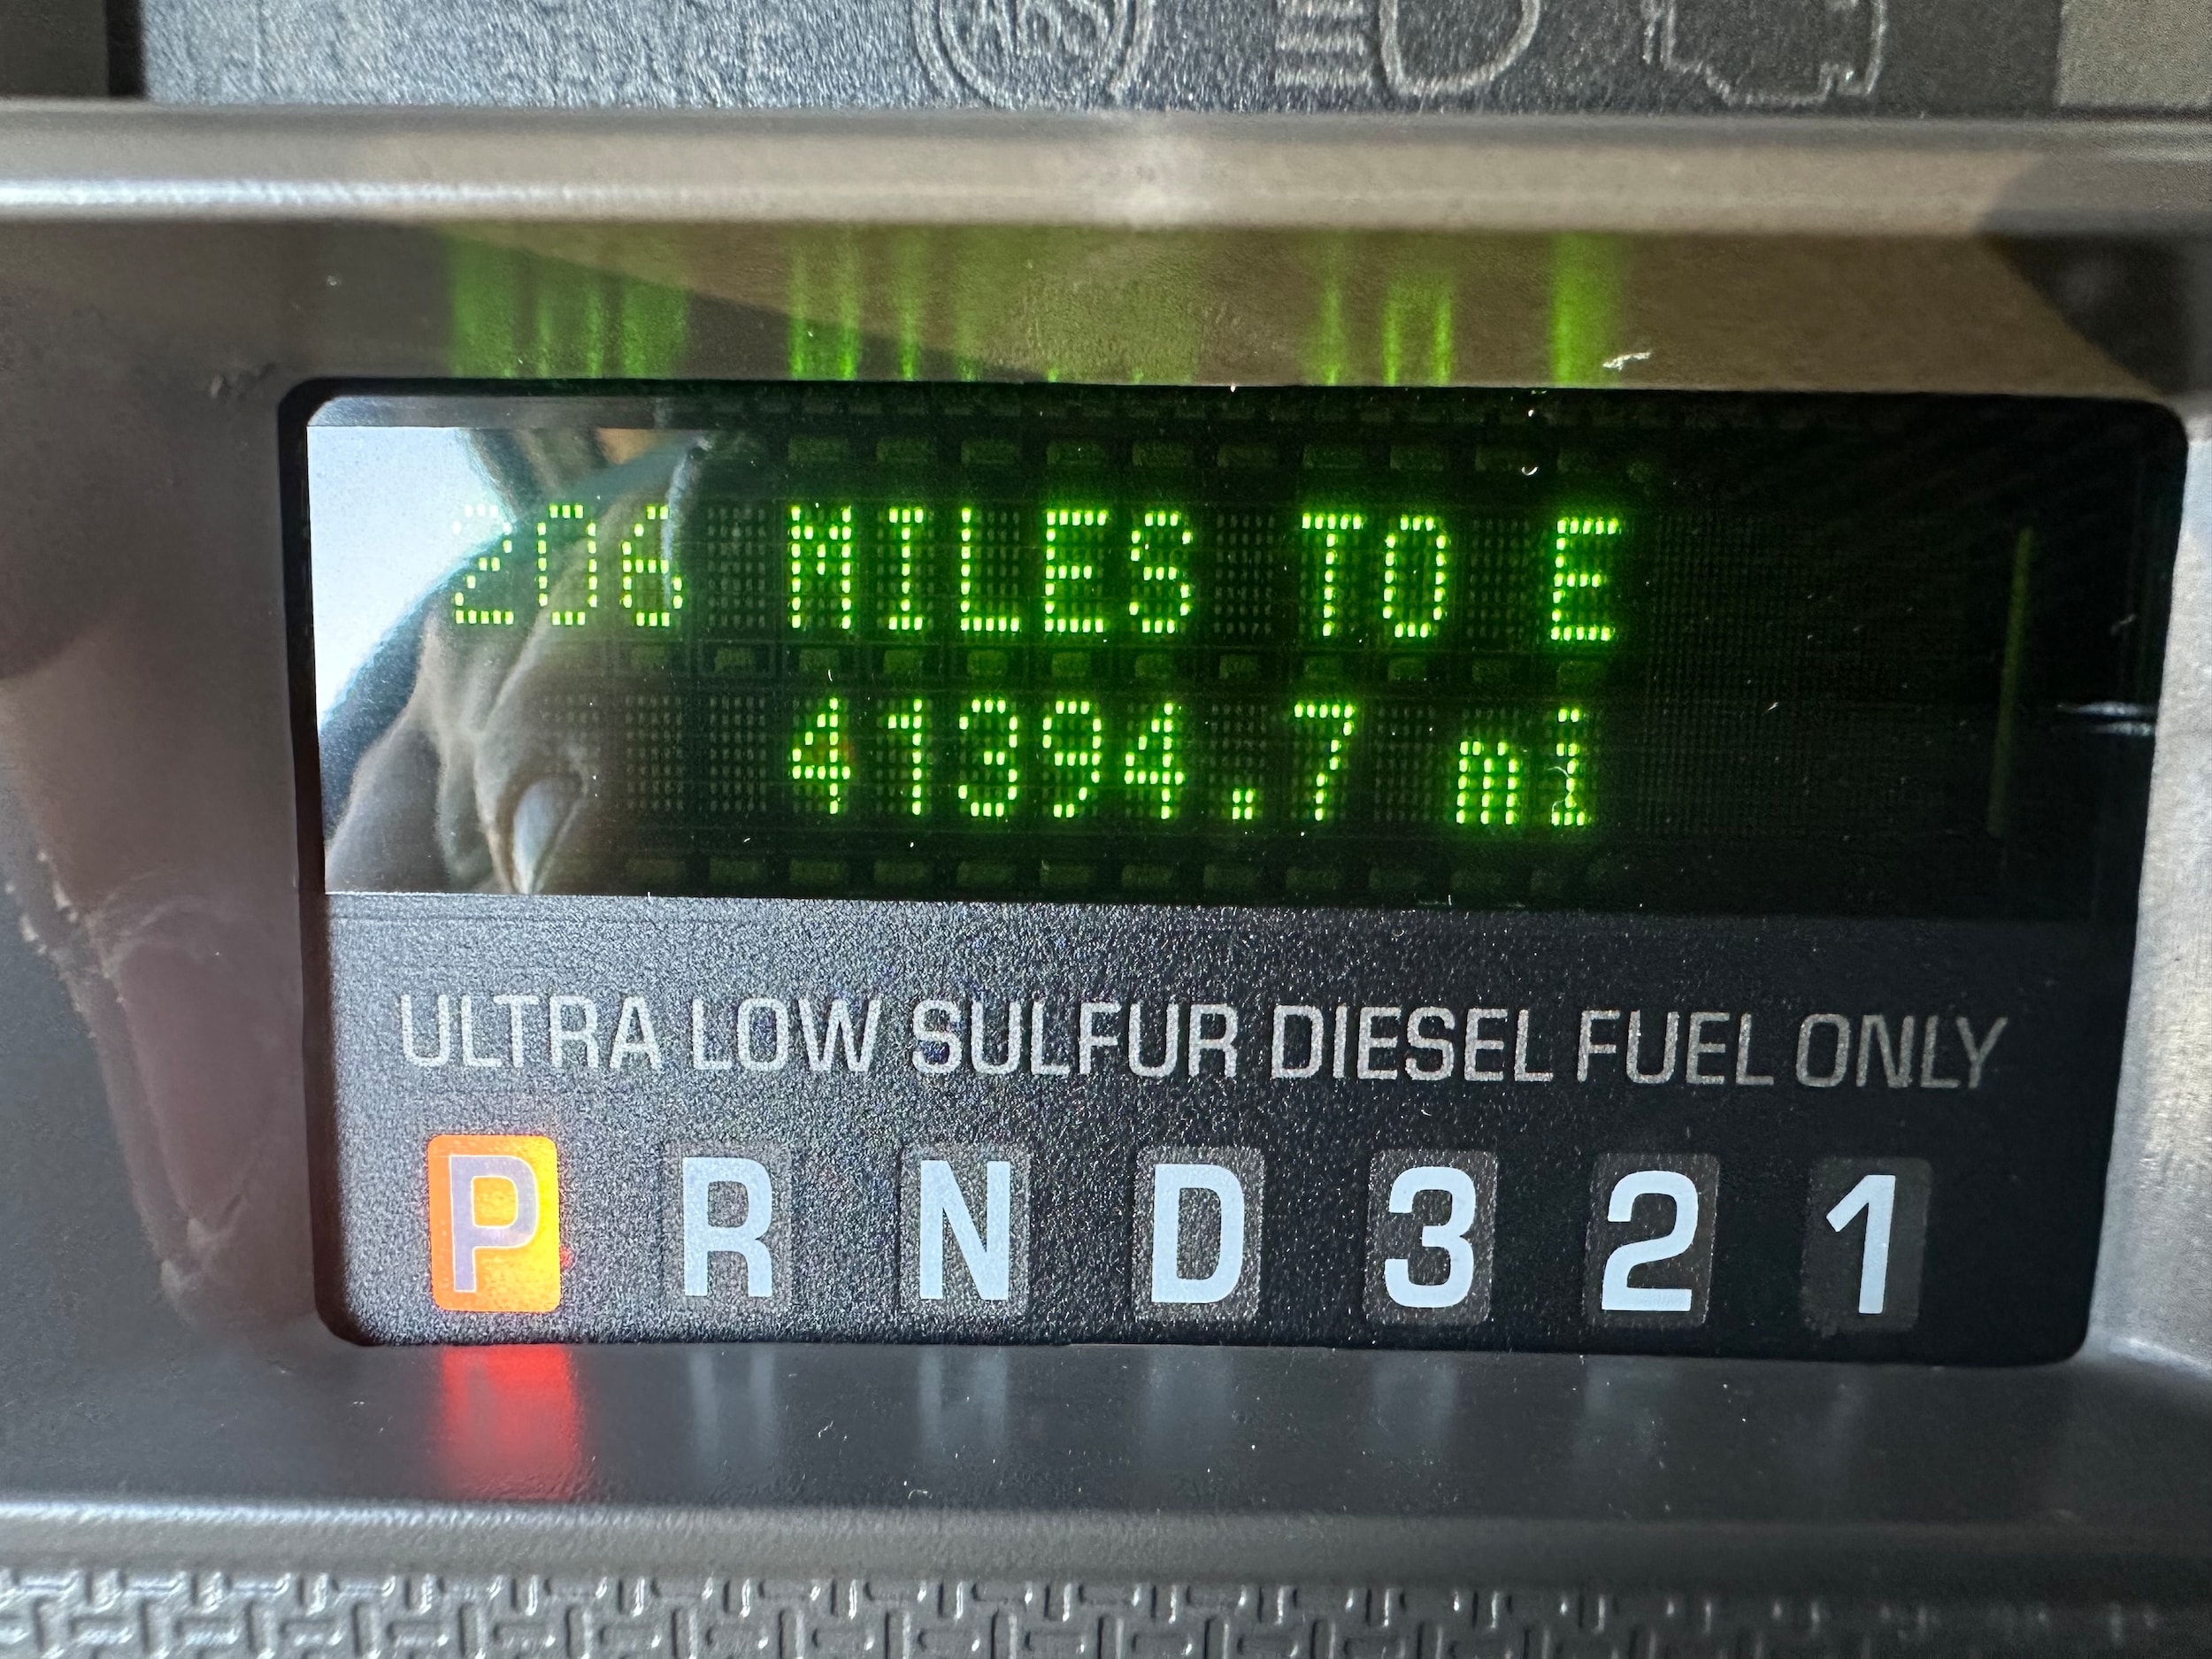 206 MILES TO E
41394.7 mi
ULTRA LOW SULFUR DIESEL FUEL ONLY
P R N D 3 2 1